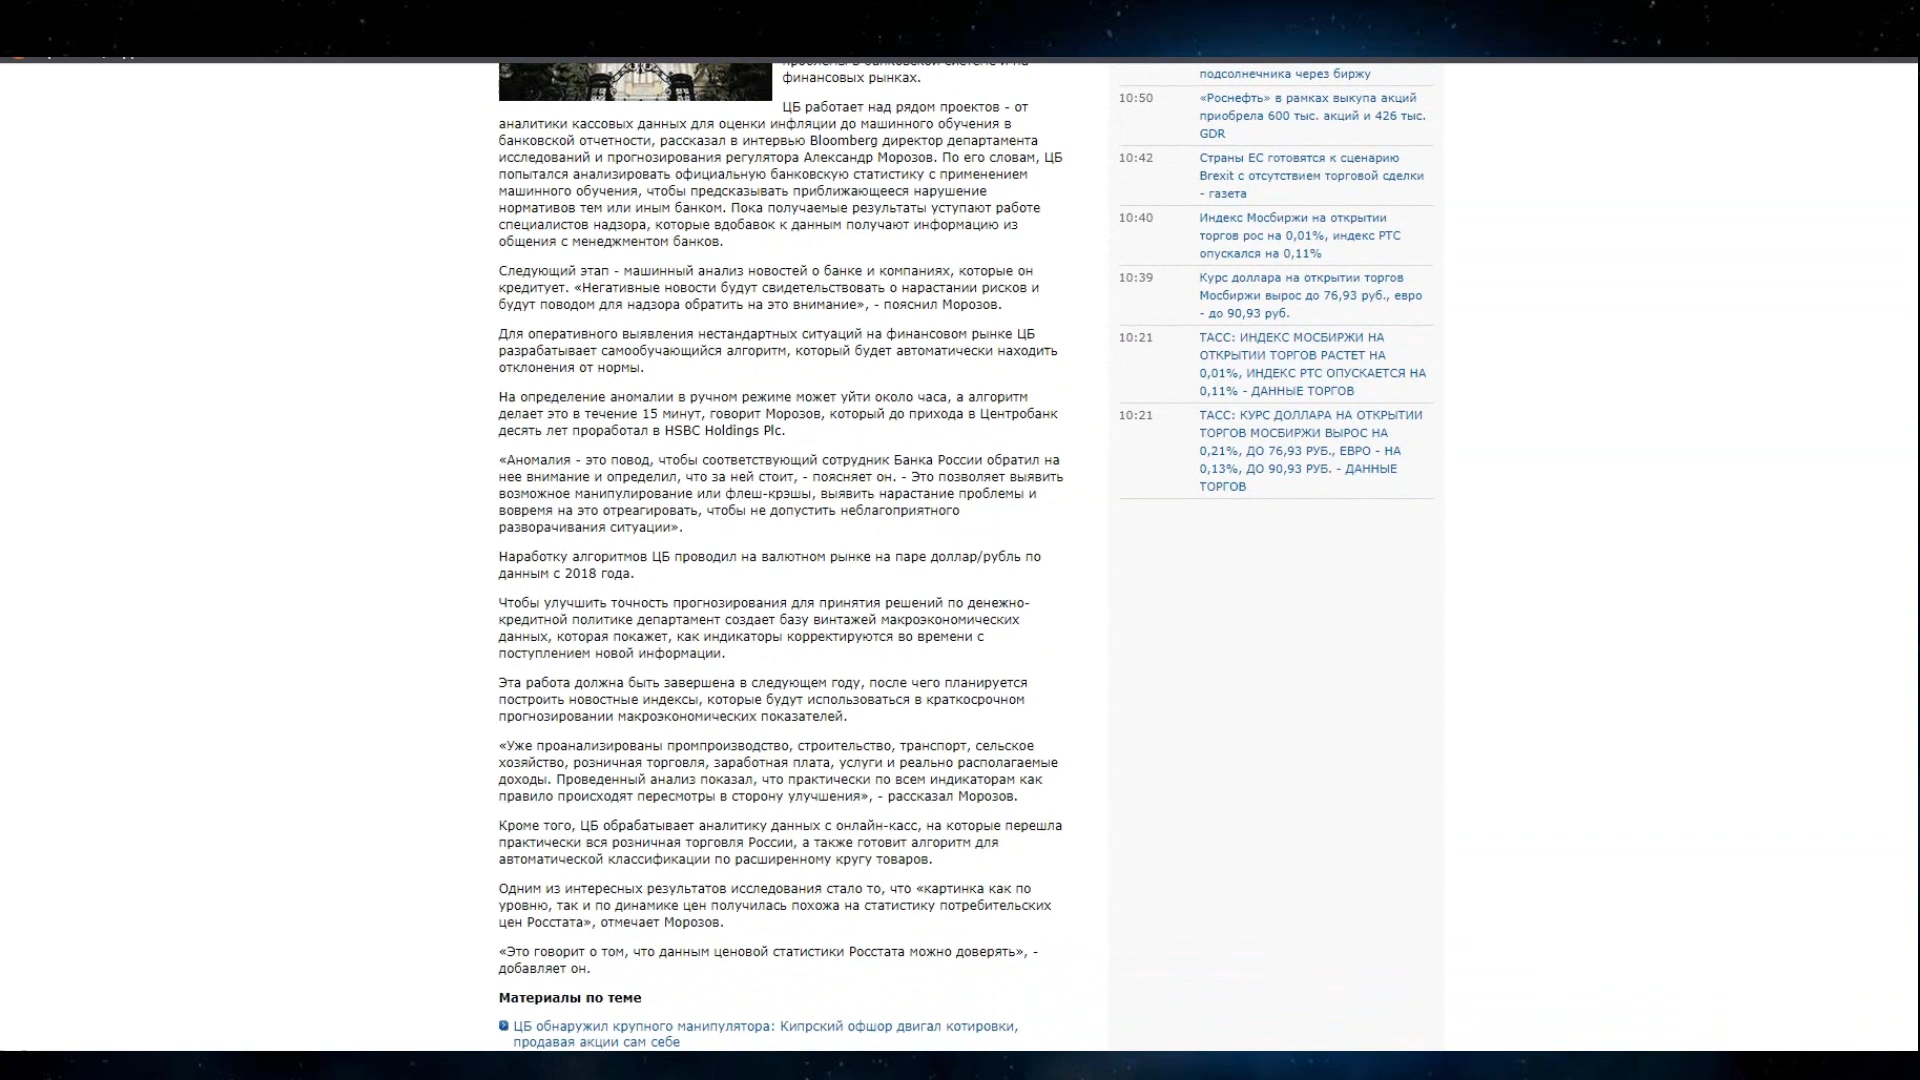 финансовых рынках.
ЦБ работает над рядом проектов - от
аналитики кассовых данных для оценки инфляции до машинного обучения в
банковской отчетности, рассказал в интервью Bloomberg директор департамента
исследований и прогнозирования регулятора Александр Морозов. По его словам, ЦБ
попытался анализировать официальную банковскую статистику с применением
машинного обучения, чтобы предсказывать приближающееся нарушение
нормативов тем или иным банком. Пока получаемые результаты уступают работе
специалистов надзора, которые вдобавок к данным получают информацию из
общения с менеджментом банков.
Следующий этап - машинный анализ новостей о банке и компаниях, которые он
кредитует. «Негативные новости будут свидетельствовать о нарастании рисков и
будут поводом для надзора обратить на это внимание», - пояснил Морозов.
Для оперативного выявления нестандартных ситуаций на финансовом рынке ЦБ
разрабатывает самообучающийся алгоритм, который будет автоматически находить
отклонения от нормы.
На определение аномалии в ручном режиме может уйти около часа, а алгоритм
делает это в течение 15 минут, говорит Морозов, который до прихода в Центробанк
десять лет проработал в HSBC Holdings Plc.
«Аномалия - это повод, чтобы соответствующий сотрудник Банка России обратил на
нее внимание и определил, что за ней стоит, - поясняет он. - Это позволяет выявить
возможное манипулирование или флеш-крэшы, выявить нарастание проблемы и
вовремя на это отреагировать, чтобы не допустить неблагоприятного
разворачивания ситуации».
Наработку алгоритмов ЦБ проводил на валютном рынке на паре доллар/рубль по
данным с 2018 года.
Чтобы улучшить точность прогнозирования для принятия решений по денежно-
кредитной политике департамент создает базу винтажей макроэкономических
данных, которая покажет, как индикаторы корректируются во времени с
поступлением новой информации.
Эта работа должна быть завершена в следующем году, после чего планируется
построить новостные индексы, которые будут использоваться в краткосрочном
прогнозировании макроэкономических показателей.
«Уже проанализированы промпроизводство, строительство, транспорт, сельское
хозяйство, розничная торговля, заработная плата, услуги и реально располагаемые
доходы. Проведенный анализ показал, что практически по всем индикаторам как
правило происходят пересмотры в сторону улучшения», - рассказал Морозов.
Кроме того, ЦБ обрабатывает аналитику данных с онлайн-касс, на которые перешла
практически вся розничная торговля России, а также готовит алгоритм для
автоматической классификации по расширенному кругу товаров.
Одним из интересных результатов исследования стало то, что «картинка как по
уровню, так и по динамике цен получилась похожа на статистику потребительских
цен Росстата», отмечает Морозов.
«Это говорит о том, что данным ценовой статистики Росстата можно доверять», -
добавляет он.
Материалы по теме
ЦБ обнаружил крупного манипулятора: Кипрский офшор двигал котировки,
продавая акции сам себе
подсолнечника через биржу
10:50 «Роснефть» в рамках выкупа акций
приобрела 600 тыс. акций и 426 тыс.
GDR
10:42 Страны ЕС готовятся к сценарию
Brexit с отсутствием торговой сделки
- газета
10:40 Индекс Мосбиржи на открытии
торгов рос на 0,01%, индекс РТС
опускался на 0,11%
10:39 Курс доллара на открытии торгов
Мосбиржи вырос до 76,93 руб., евро
- до 90,93 руб.
10:21 ТАСС: ИНДЕКС МОСБИРЖИ НА
ОТКРЫТИИ ТОРГОВ РАСТЕТ НА
0,01%, ИНДЕКС РТС ОПУСКАЕТСЯ НА
0,11% - ДАННЫЕ ТОРГОВ
10:21 ТАСС: КУРС ДОЛЛАРА НА ОТКРЫТИИ
ТОРГОВ МОСБИРЖИ ВЫРОС НА
0,21%, ДО 76,93 РУБ., ЕВРО - НА
0,13%, ДО 90,93 РУБ. - ДАННЫЕ
ТОРГОВ